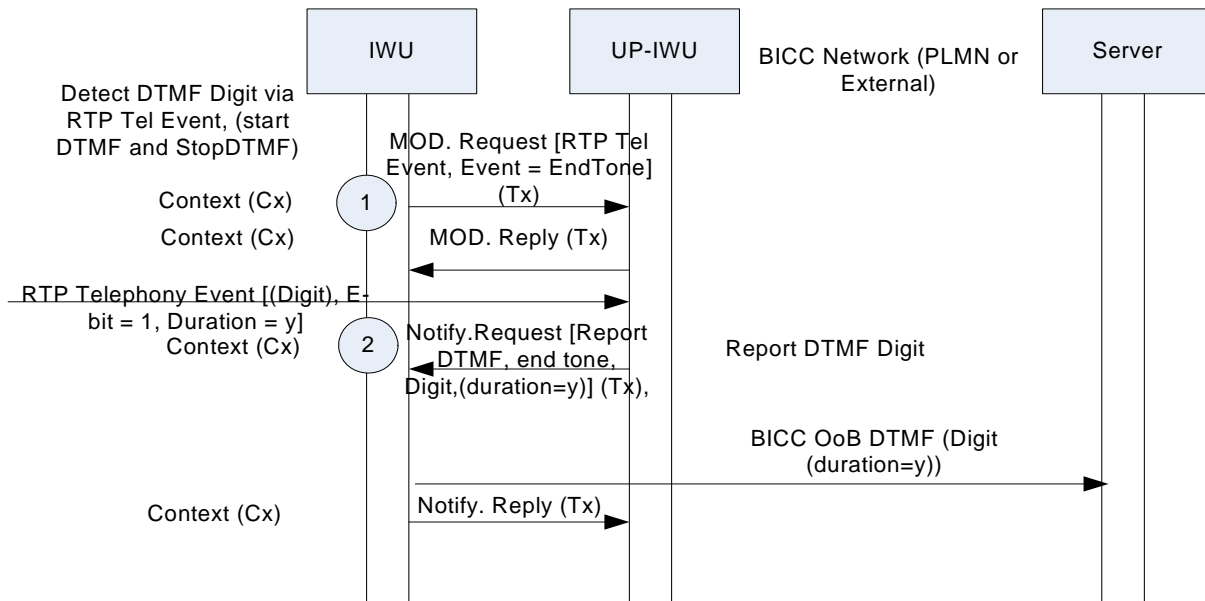 IWU
UP-IWU
BICC Network (PLMN or
External)
Server
Detect DTMF Digit via
RTP Tel Event, (start
DTMF and StopDTMF)
MOD. Request [RTP Tel
Event, Event = EndTone]
(Tx)
Context (Cx)
1
Context (Cx)
MOD. Reply (Tx)
RTP Telephony Event [(Digit), E-
bit = 1, Duration = y]
Context (Cx)
2
Notify.Request [Report
DTMF, end tone,
Digit,(duration=y)] (Tx),
Report DTMF Digit
BICC OoB DTMF (Digit
(duration=y))
Context (Cx)
Notify. Reply (Tx)